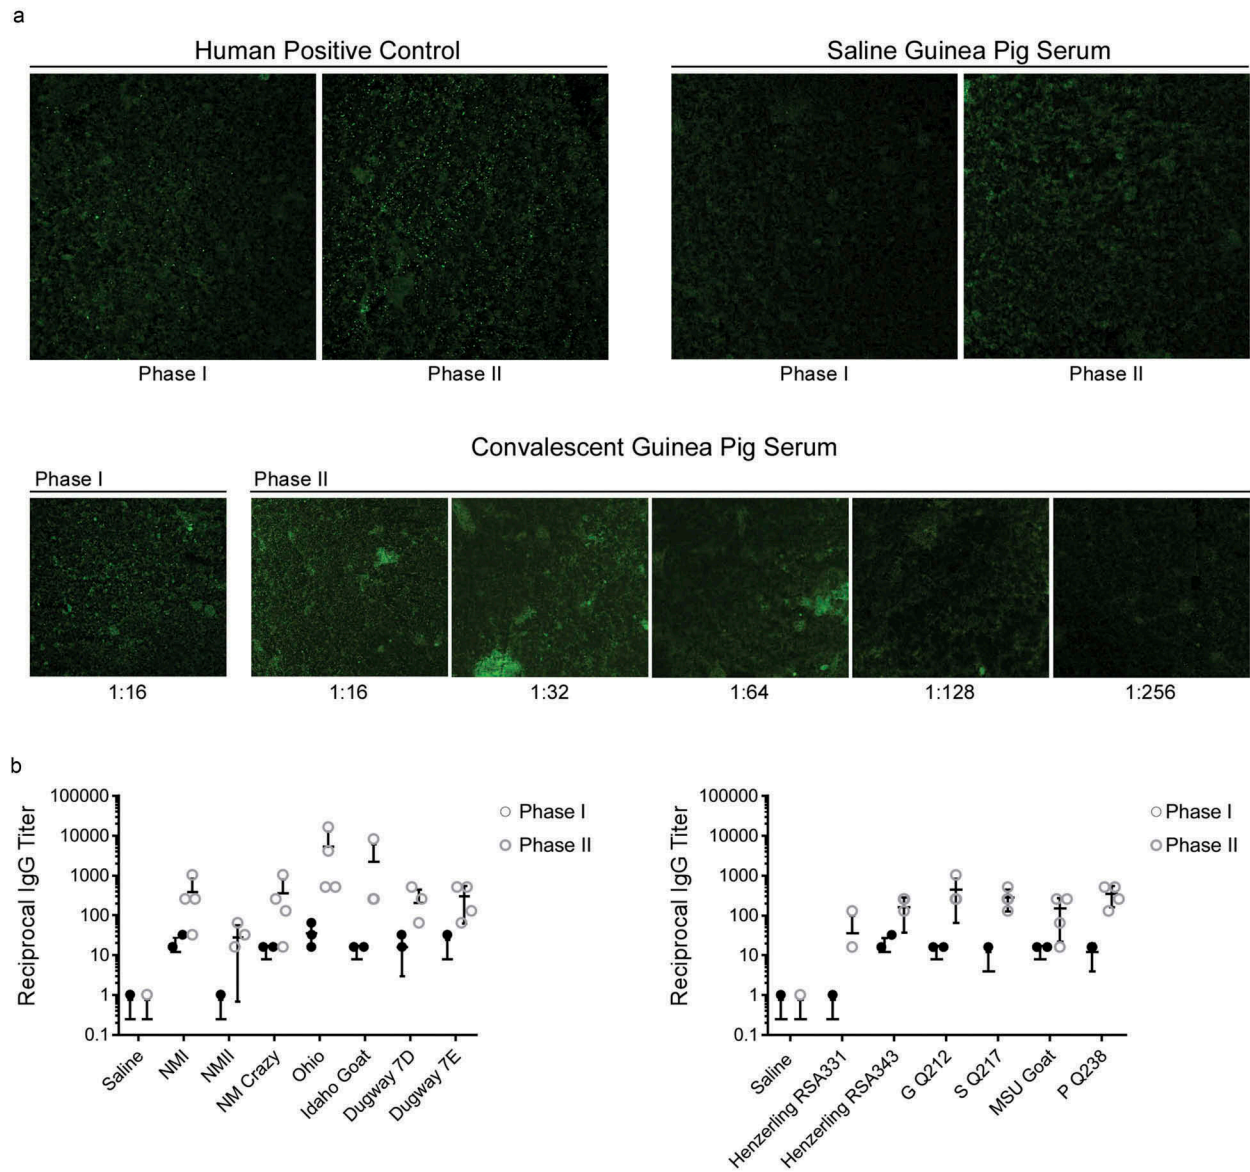 a
Human Positive Control
Saline Guinea Pig Serum
Phase I
Phase II
Phase I
Phase II
Convalescent Guinea Pig Serum
Phase I
Phase II
1:16
1:16
1:32
1:64
1:128
1:256
b
Reciprocal IgG Titer
100000
10000
1000
100
10
1
0.1
Phase I
Phase II
Saline
NMI
NMII
NM Crazy
Ohio
Idaho Goat
Dugway 7D
Dugway 7E
Reciprocal IgG Titer
100000
10000
1000
100
10
1
0.1
Phase I
Phase II
Saline
Henzerling RSA331
Henzerling RSA343
G Q212
S Q217
MSU Goat
P Q238